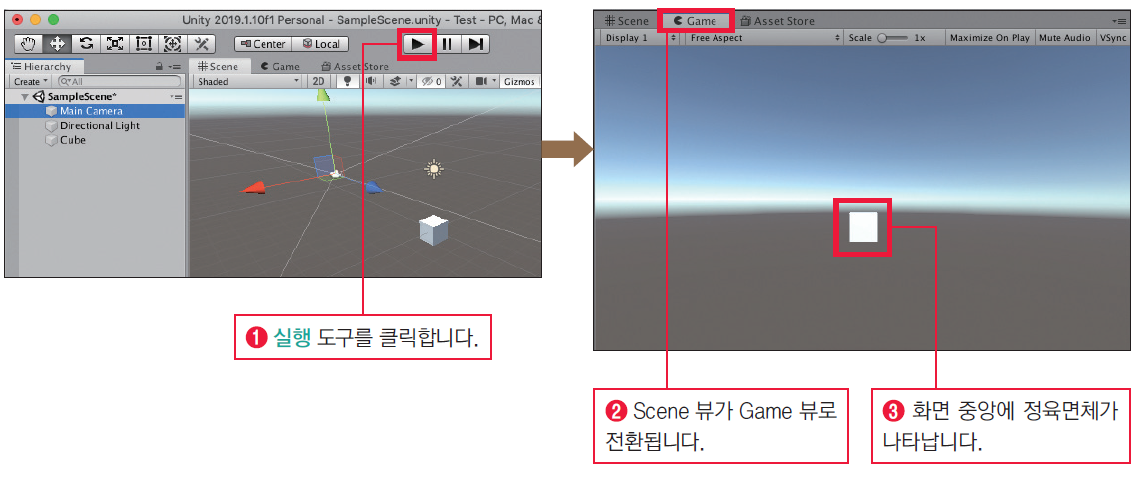 Unity 2019.1.10f1 Personal - SampleScene.unity - Test - PC, Mac &
Center Local
Hierarchy
Create All
SampleScene*
Main Camera
Directional Light
Cube
Scene Game Asset Store
Shaded 2D 0 Gizmos
Scene Game Asset Store
Display 1 Free Aspect Scale 1x Maximize On Play Mute Audio VSync
❶ 실행 도구를 클릭합니다.
❷ Scene 뷰가 Game 뷰로
전환됩니다.
❸ 화면 중앙에 정육면체가
나타납니다.